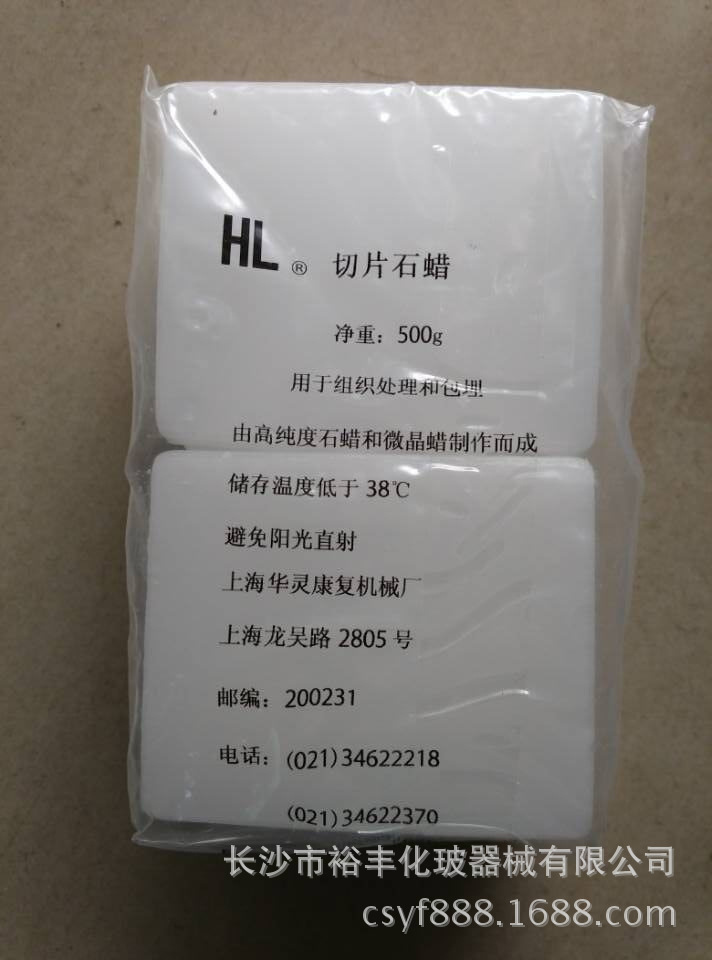 HL ® 切片石蜡
净重：500g
用于组织处理和包埋
由高纯度石蜡和微晶蜡制作而成
储存温度低于 38℃
避免阳光直射
上海华灵康复机械厂
上海龙吴路 2805 号
邮编：200231
电话：(021)34622218
(021)34622370
长沙市裕丰化玻器械有限公司
csyf888.1688.com